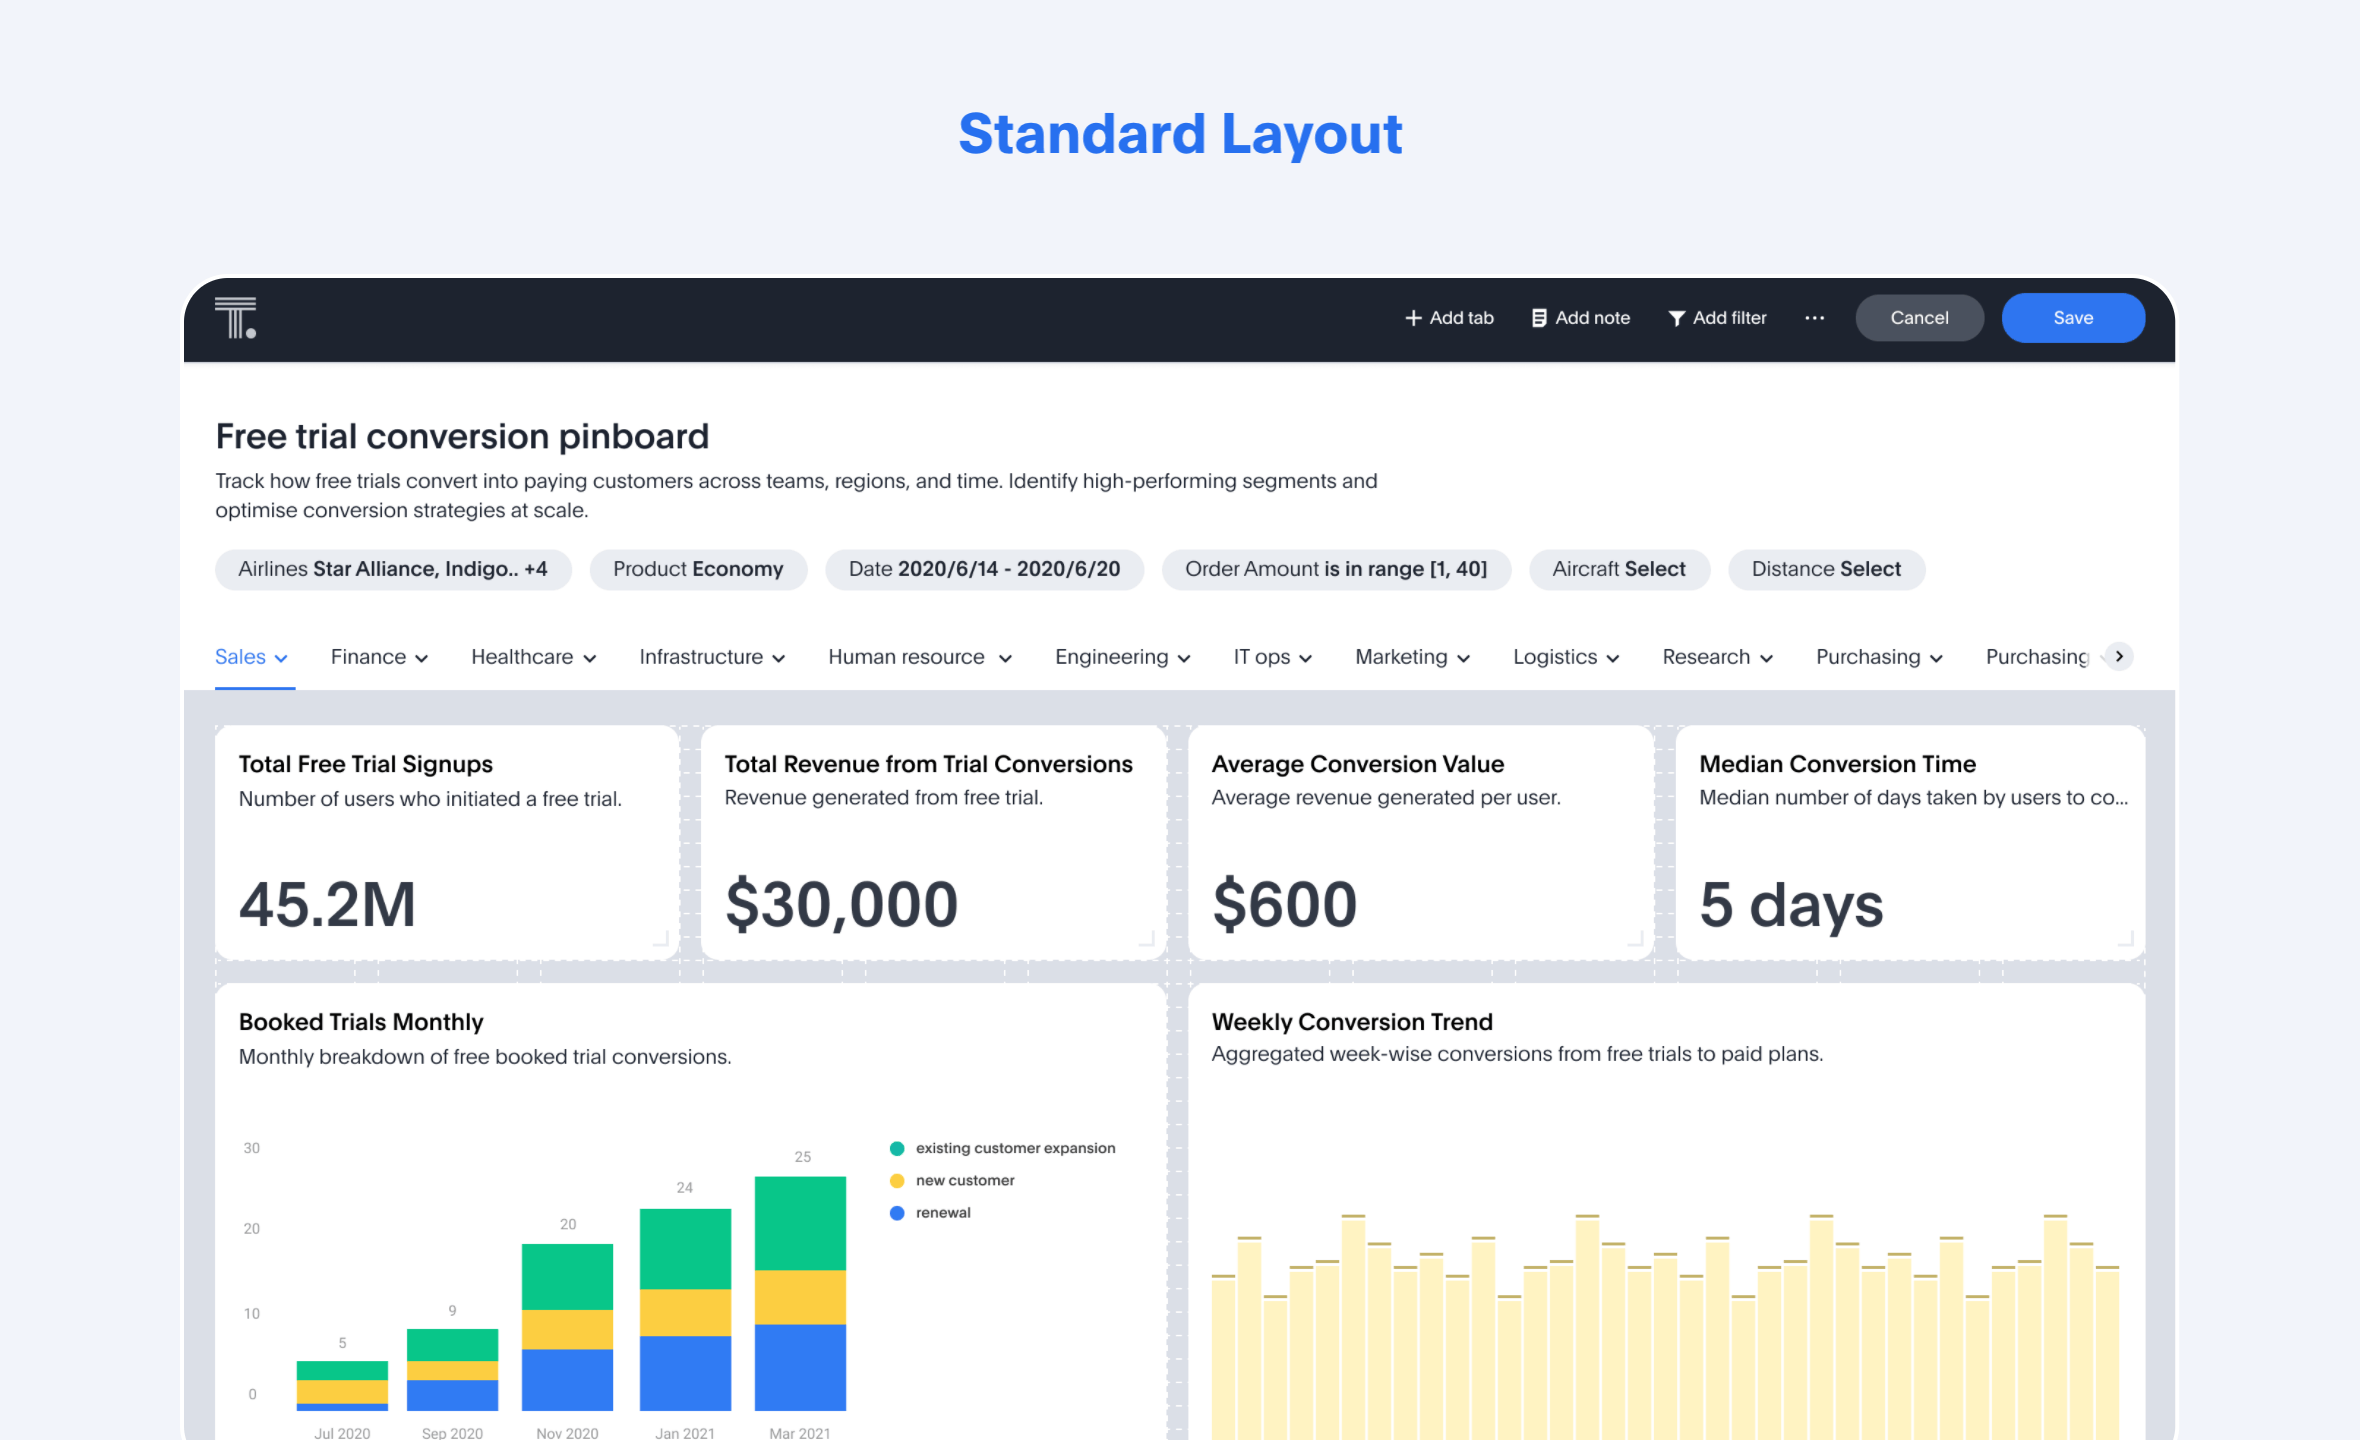 Standard Layout
Add tab
Add note
Add filter
Cancel
Save
Free trial conversion pinboard
Track how free trials convert into paying customers across teams, regions, and time. Identify high-performing segments and
optimise conversion strategies at scale.
Airlines Star Alliance, Indigo.. +4
Product Economy
Date 2020/6/14 - 2020/6/20
Order Amount is in range [1, 40]
Aircraft Select
Distance Select
Sales
Finance
Healthcare
Infrastructure
Human resource
Engineering
IT ops
Marketing
Logistics
Research
Purchasing
Purchasing
Total Free Trial Signups
Number of users who initiated a free trial.
45.2M
Total Revenue from Trial Conversions
Revenue generated from free trial.
$30,000
Average Conversion Value
Average revenue generated per user.
$600
Median Conversion Time
Median number of days taken by users to co...
5 days
Booked Trials Monthly
Monthly breakdown of free booked trial conversions.
30
20
10
0
5
9
20
24
25
Jul 2020
Sep 2020
Nov 2020
Jan 2021
Mar 2021
existing customer expansion
new customer
renewal
Weekly Conversion Trend
Aggregated week-wise conversions from free trials to paid plans.